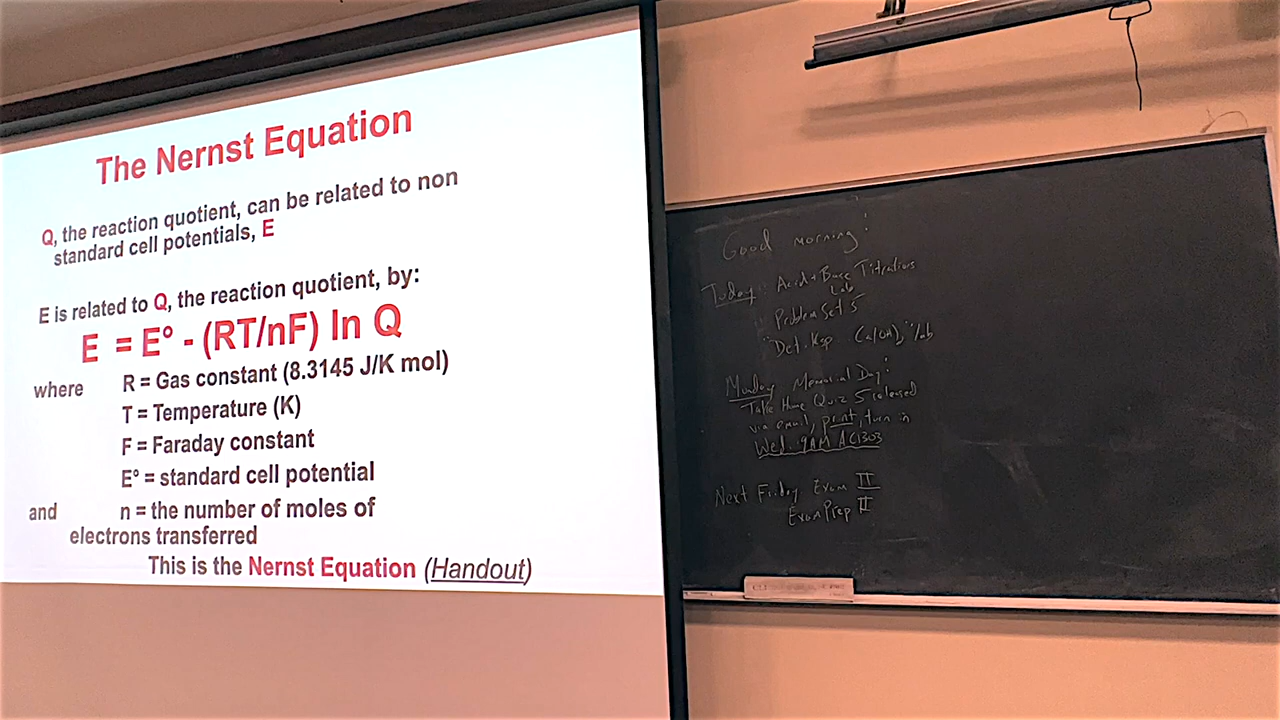 The Nernst Equation
Q, the reaction quotient, can be related to non
standard cell potentials, E
E is related to Q, the reaction quotient, by:
E = E° - (RT/nF) ln Q
where R = Gas constant (8.3145 J/K mol)
T = Temperature (K)
F = Faraday constant
E° = standard cell potential
and n = the number of moles of
electrons transferred
This is the Nernst Equation (Handout)
Good morning!
Today: Acid + Base Titrations
Lab
Problem Set 5
"Det. Ksp Ca(OH)₂" lab
Monday Memorial Day!
Take Home Quiz 5 released
via email, print, turn in
Wed. 9AM AC1303
Next Friday Exam II
Exam Prep II